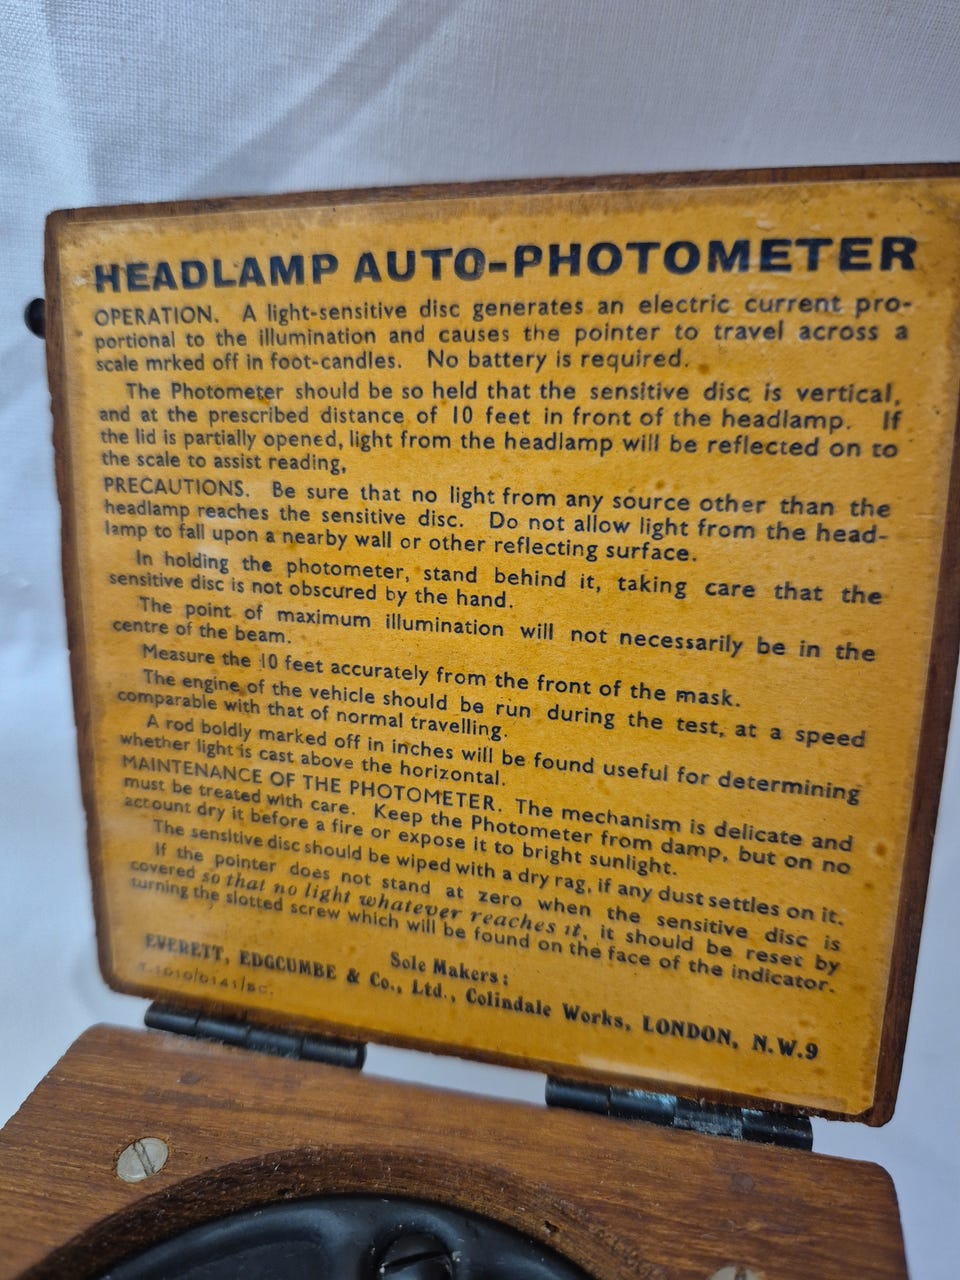 HEADLAMP AUTO-PHOTOMETER
OPERATION. A light-sensitive disc generates an electric current pro-
portional to the illumination and causes the pointer to travel across a
scale mrked off in foot-candles. No battery is required.
The Photometer should be so held that the sensitive disc is vertical,
and at the prescribed distance of 10 feet in front of the headlamp. If
the lid is partially opened, light from the headlamp will be reflected on to
the scale to assist reading,
PRECAUTIONS. Be sure that no light from any source other than the
headlamp reaches the sensitive disc. Do not allow light from the head-
lamp to fall upon a nearby wall or other reflecting surface.
In holding the photometer, stand behind it, taking care that the
sensitive disc is not obscured by the hand.
The point of maximum illumination will not necessarily be in the
centre of the beam.
Measure the 10 feet accurately from the front of the mask.
The engine of the vehicle should be run during the test, at a speed
comparable with that of normal travelling.
A rod boldly marked off in inches will be found useful for determining
whether light is cast above the horizontal.
MAINTENANCE OF THE PHOTOMETER. The mechanism is delicate and
must be treated with care. Keep the Photometer from damp, but on no
account dry it before a fire or expose it to bright sunlight.
The sensitive disc should be wiped with a dry rag, if any dust settles on it.
If the pointer does not stand at zero when the sensitive disc is
covered so that no light whatever reaches it, it should be reset by
turning the slotted screw which will be found on the face of the indicator.
Sole Makers:
EVERETT, EDGCUMBE & Co., Ltd., Colindale Works, LONDON, N.W.9